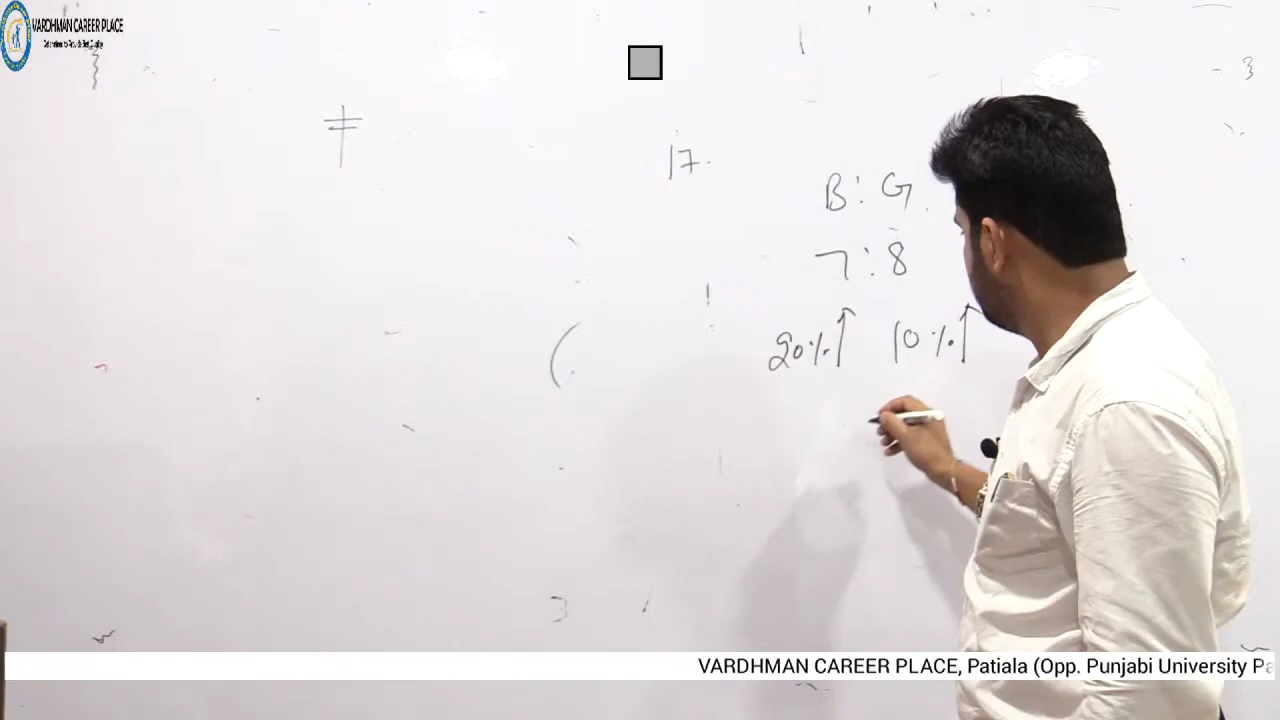 VARDHMAN CAREER PLACE
17.
B : G
7 : 8
20%↑ 10%↑
VARDHMAN CAREER PLACE, Patiala (Opp. Punjabi University Pa